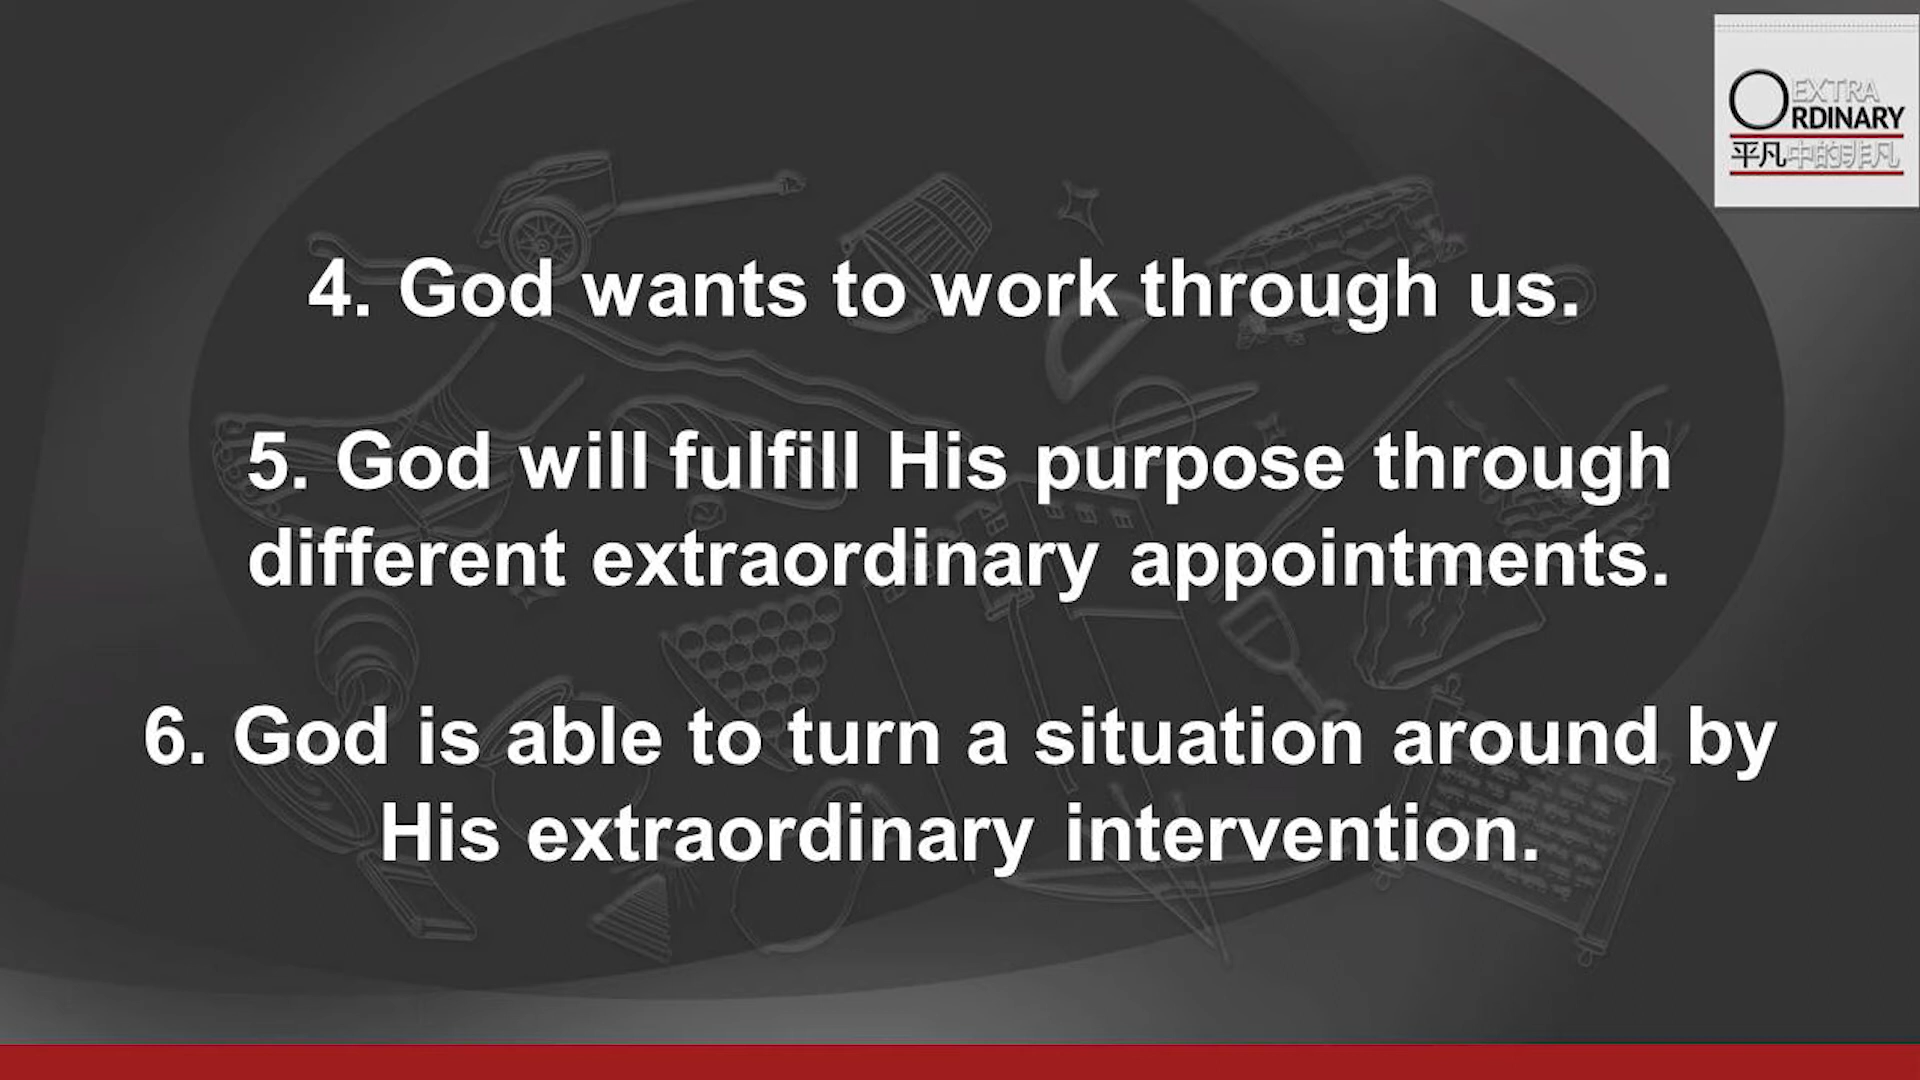 EXTRA
ORDINARY
平凡中的非凡
4. God wants to work through us.
5. God will fulfill His purpose through
different extraordinary appointments.
6. God is able to turn a situation around by
His extraordinary intervention.